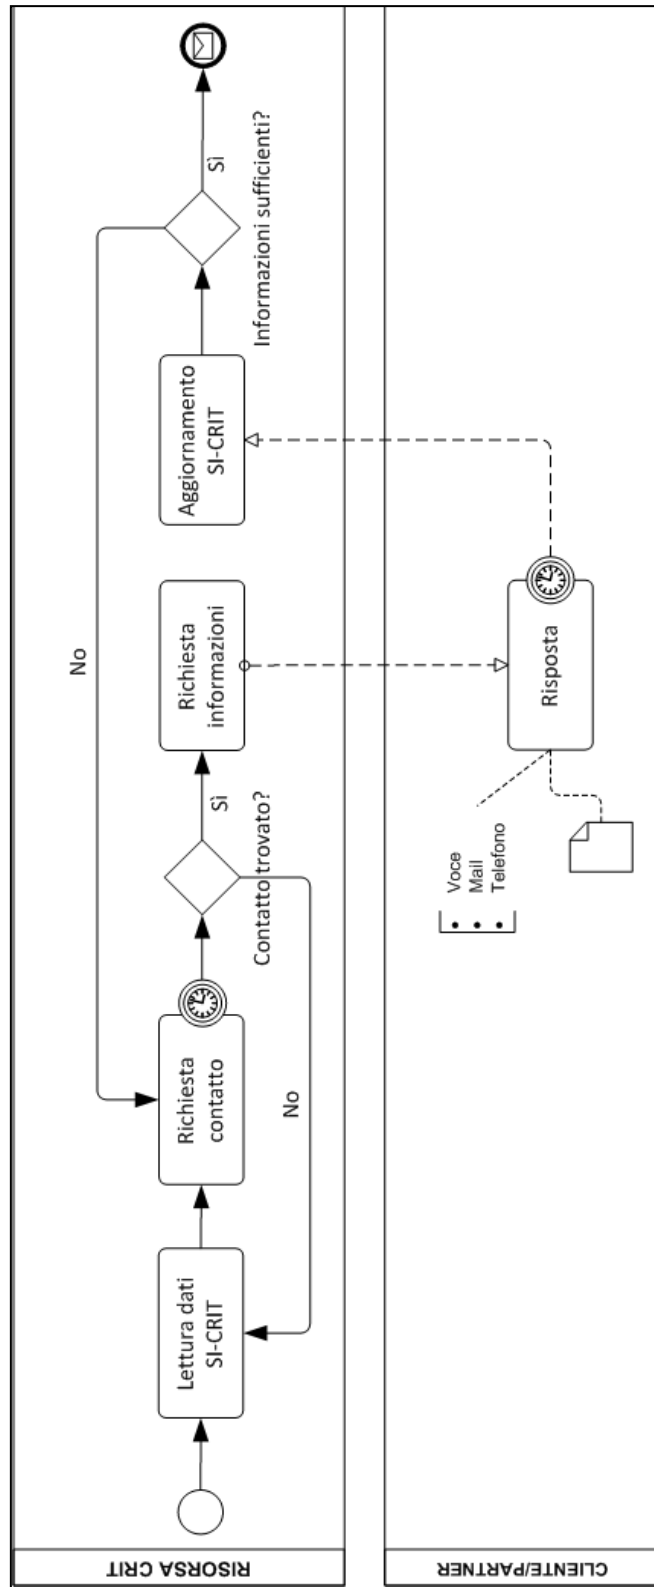 RISORSA CRIT
Lettura dati
SI-CRIT
Richiesta
contatto
Contatto trovato?
Sì
No
Richiesta
informazioni
Aggiornamento
SI-CRIT
Informazioni sufficienti?
Sì
No
CLIENTE/PARTNER
Risposta
• Voce
• Mail
• Telefono